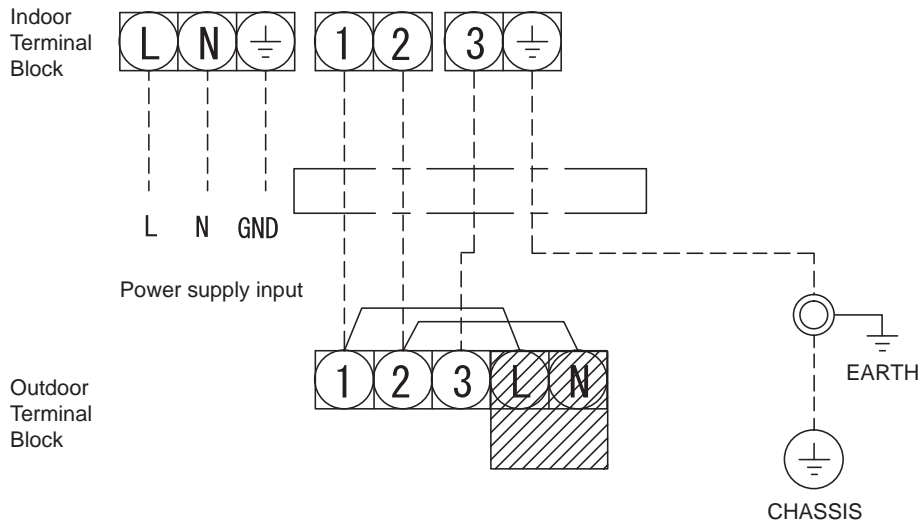 Indoor
Terminal
Block
L N 1 2 3
L N GND
Power supply input
1 2 3 L N
Outdoor
Terminal
Block
EARTH
CHASSIS